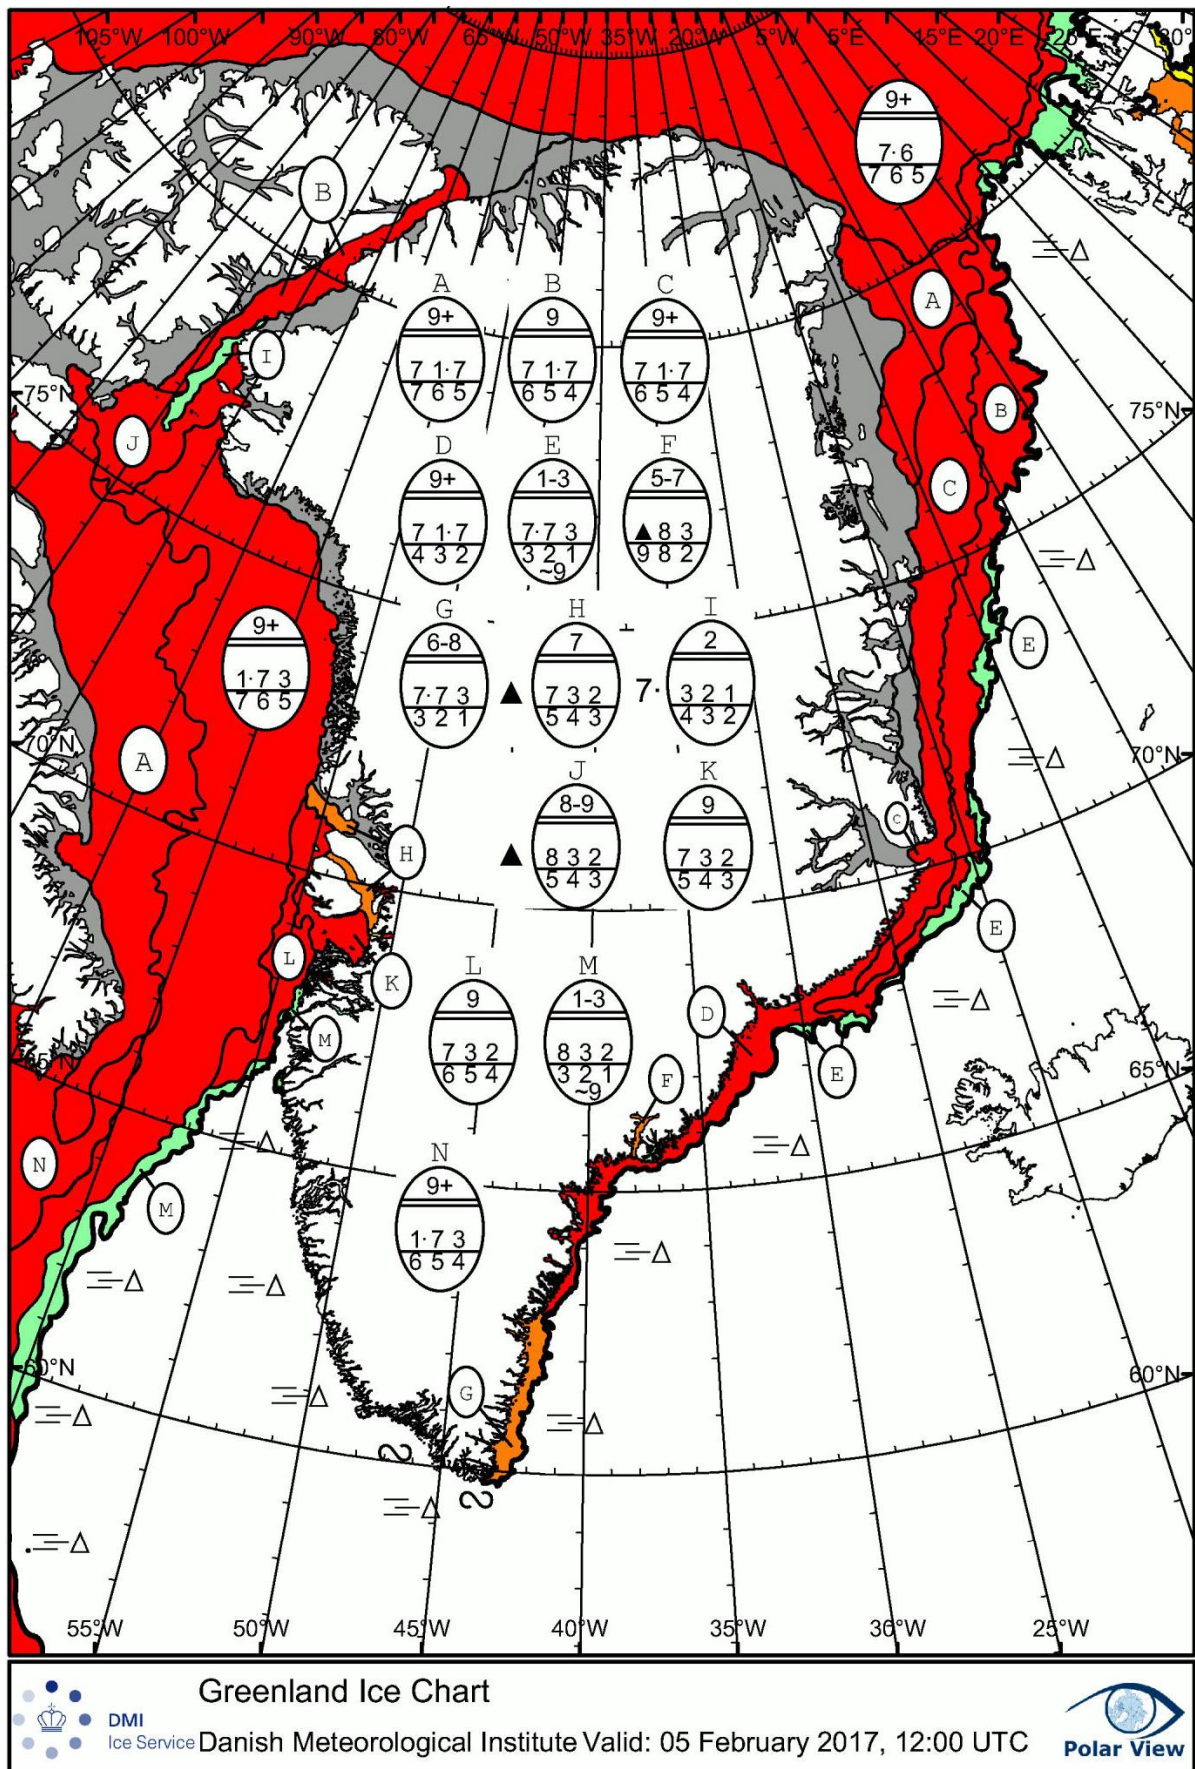 105°W 100°W 90°W 80°W 65°W 50°W 35°W 20°W 5°W 5°E 15°E 20°E 25°E 30°
9+
7·6
7 6 5
B
A B C
9+ 9 9+
7 1·7 7 1·7 7 1·7
7 6 5 6 5 4 6 5 4
A
I
75°N
75°N
B
J
D E F
9+ 1-3 5-7
7 1·7 7·7 3 ▲8 3
4 3 2 3 2 1 9 8 2
~9
C
E
G H I
6-8 7 2
7·7 3 ▲ 7 3 2 7· 3 2 1
3 2 1 5 4 3 4 3 2
9+
1·7 3
7 6 5
70°N
70°N
A
J K
8-9 9
▲ 8 3 2 7 3 2
5 4 3 5 4 3
C
H
E
L
K
L M
9 1-3
7 3 2 8 3 2
6 5 4 3 2 1
~9
D
M
E
F
65°N
65°N
N
M
N
9+
1·7 3
6 5 4
60°N
60°N
G
55°W 50°W 45°W 40°W 35°W 30°W 25°W
Greenland Ice Chart
DMI
Ice Service
Danish Meteorological Institute Valid: 05 February 2017, 12:00 UTC
Polar View